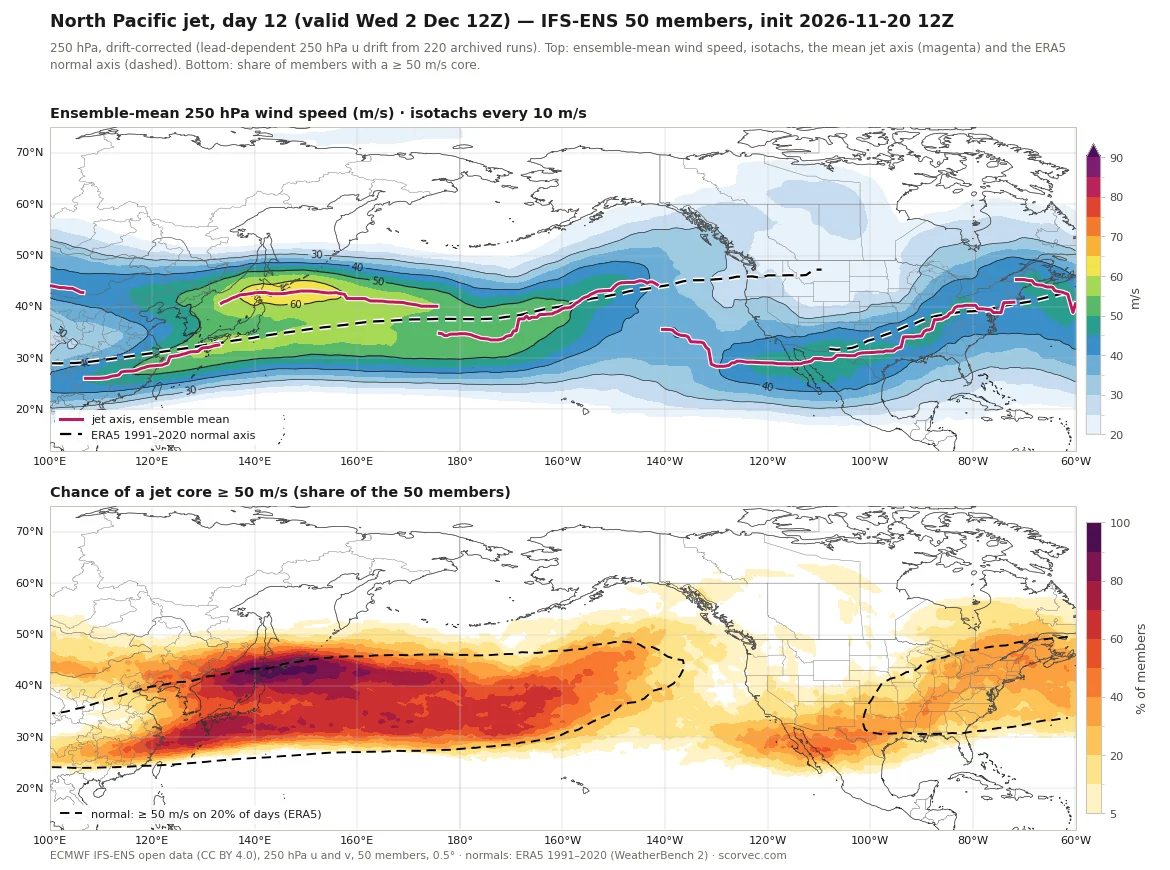 North Pacific jet, day 12 (valid Wed 2 Dec 12Z) — IFS-ENS 50 members, init 2026-11-20 12Z
250 hPa, drift-corrected (lead-dependent 250 hPa u drift from 220 archived runs). Top: ensemble-mean wind speed, isotachs, the mean jet axis (magenta) and the ERA5
normal axis (dashed). Bottom: share of members with a ≥ 50 m/s core.
Ensemble-mean 250 hPa wind speed (m/s) · isotachs every 10 m/s
70°N
60°N
50°N
40°N
30°N
20°N
30
40
50
60
30
30
40
jet axis, ensemble mean
ERA5 1991–2020 normal axis
100°E 120°E 140°E 160°E 180° 160°W 140°W 120°W 100°W 80°W 60°W
90
80
70
60
50
40
30
20
m/s
Chance of a jet core ≥ 50 m/s (share of the 50 members)
70°N
60°N
50°N
40°N
30°N
20°N
normal: ≥ 50 m/s on 20% of days (ERA5)
100°E 120°E 140°E 160°E 180° 160°W 140°W 120°W 100°W 80°W 60°W
100
80
60
40
20
5
% of members
ECMWF IFS-ENS open data (CC BY 4.0), 250 hPa u and v, 50 members, 0.5° · normals: ERA5 1991–2020 (WeatherBench 2) · scorvec.com